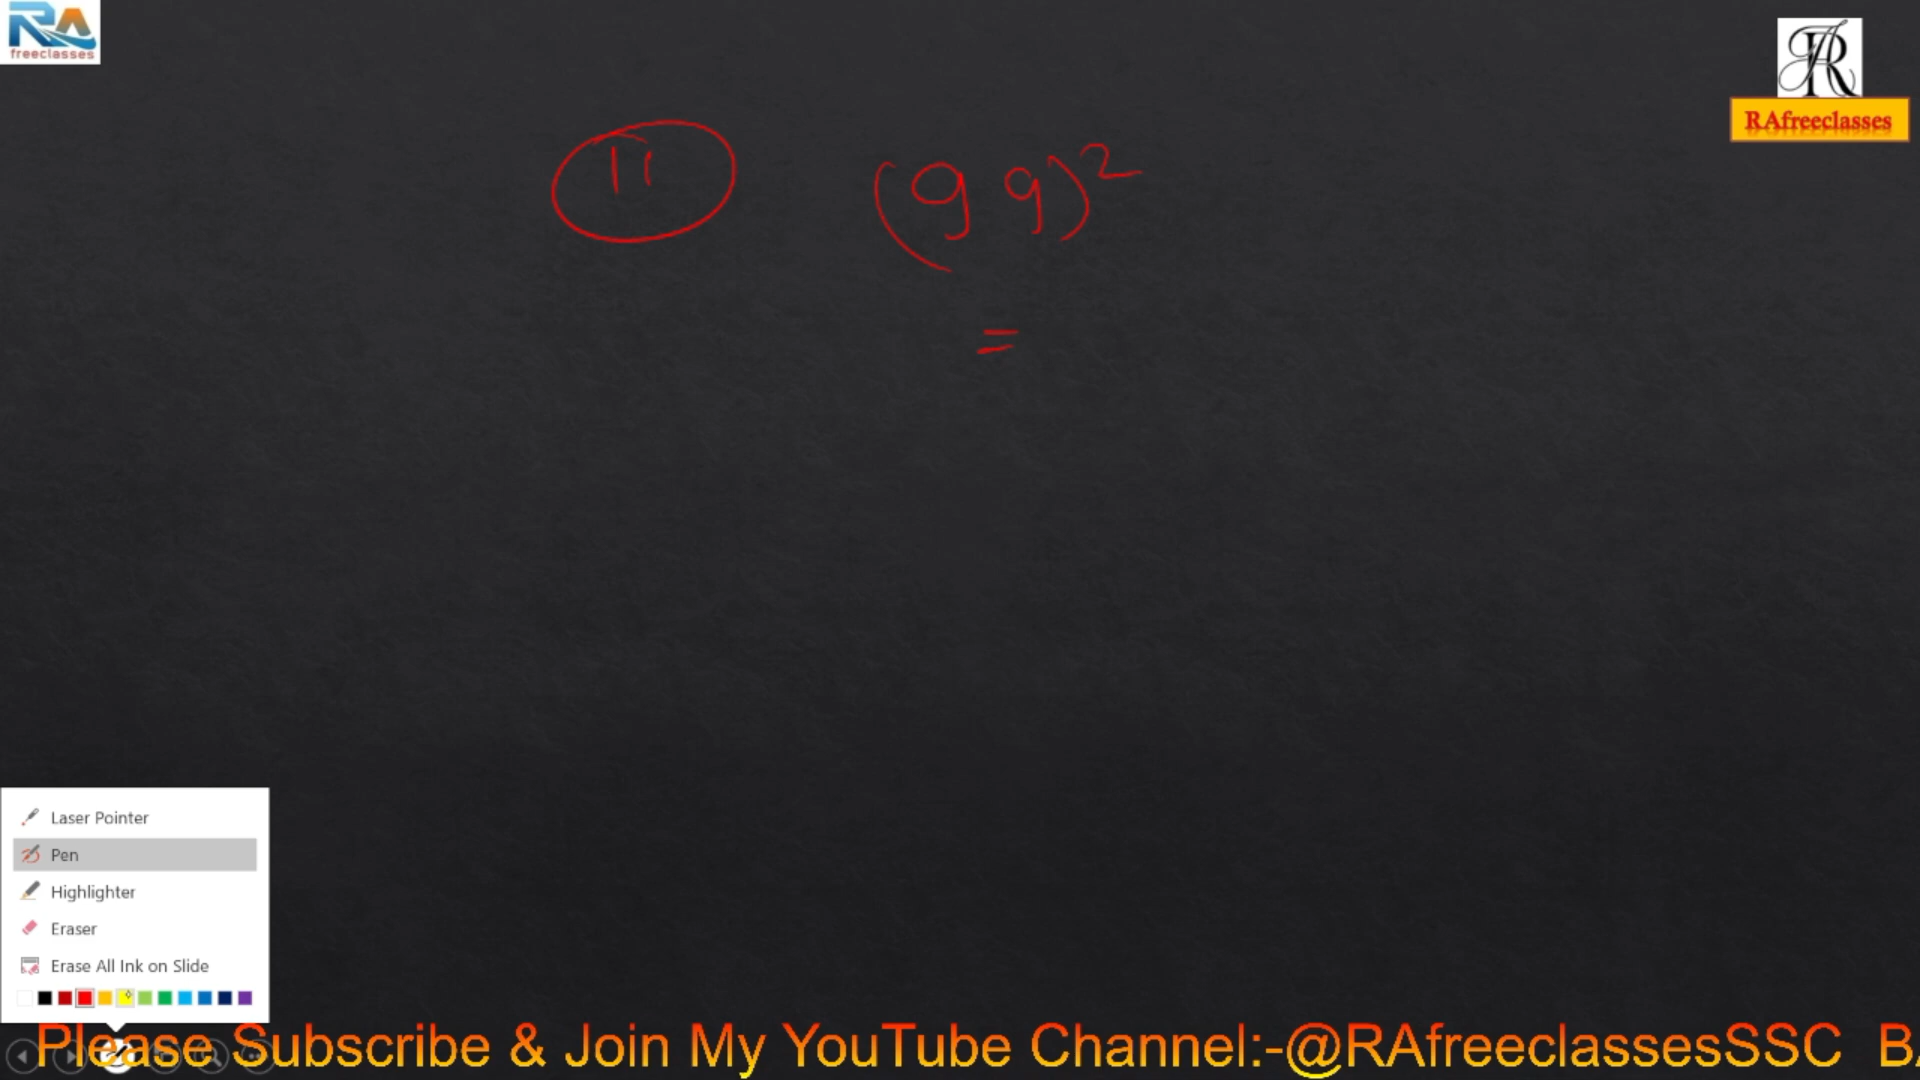 RA
freeclasses
AR
RAfreeclasses
11 (99)²
=
Laser Pointer
Pen
Highlighter
Eraser
Erase All Ink on Slide
Please Subscribe & Join My YouTube Channel:-@RAfreeclassesSSC